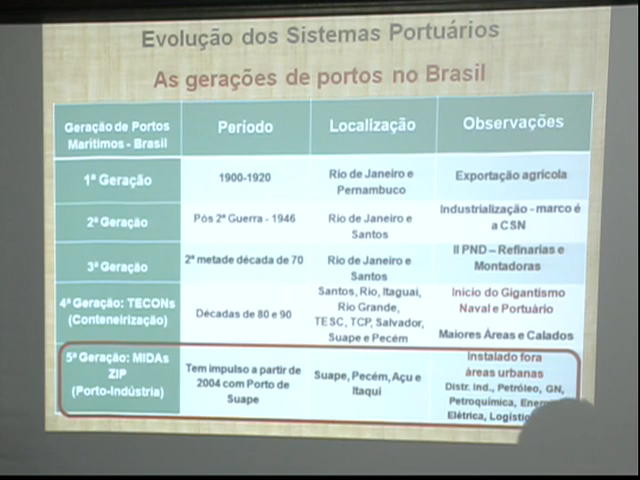 Evolução dos Sistemas Portuários
As gerações de portos no Brasil
Geração de Portos
Marítimos - Brasil
Período
Localização
Observações
1ª Geração
1900-1920
Rio de Janeiro e
Pernambuco
Exportação agrícola
2ª Geração
Pós 2ª Guerra - 1946
Rio de Janeiro e
Santos
Industrialização - marco é
a CSN
3ª Geração
2ª metade década de 70
Rio de Janeiro e
Santos
II PND – Refinarias e
Montadoras
4ª Geração: TECONs
(Conteneirização)
Décadas de 80 e 90
Santos, Rio, Itaguaí,
Rio Grande,
TESC, TCP, Salvador,
Suape e Pecém
Início do Gigantismo
Naval e Portuário
Maiores Áreas e Calados
5ª Geração: MIDAs
ZIP
(Porto-Indústria)
Tem impulso a partir de
2004 com Porto de
Suape
Suape, Pecém, Açu e
Itaqui
Instalado fora
áreas urbanas
Distr. Ind., Petróleo, GN,
Petroquímica,
Elétrica,